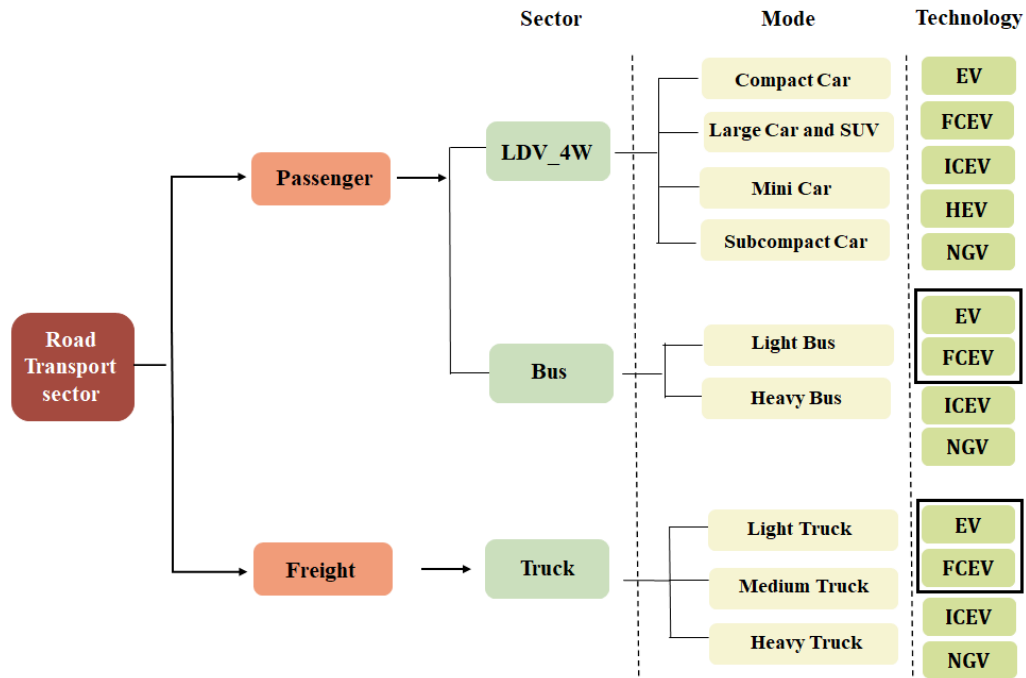 Sector
Mode
Technology
Road
Transport
sector
Passenger
Freight
LDV_4W
Bus
Truck
Compact Car
Large Car and SUV
Mini Car
Subcompact Car
Light Bus
Heavy Bus
Light Truck
Medium Truck
Heavy Truck
EV
FCEV
ICEV
HEV
NGV
EV
FCEV
ICEV
NGV
EV
FCEV
ICEV
NGV